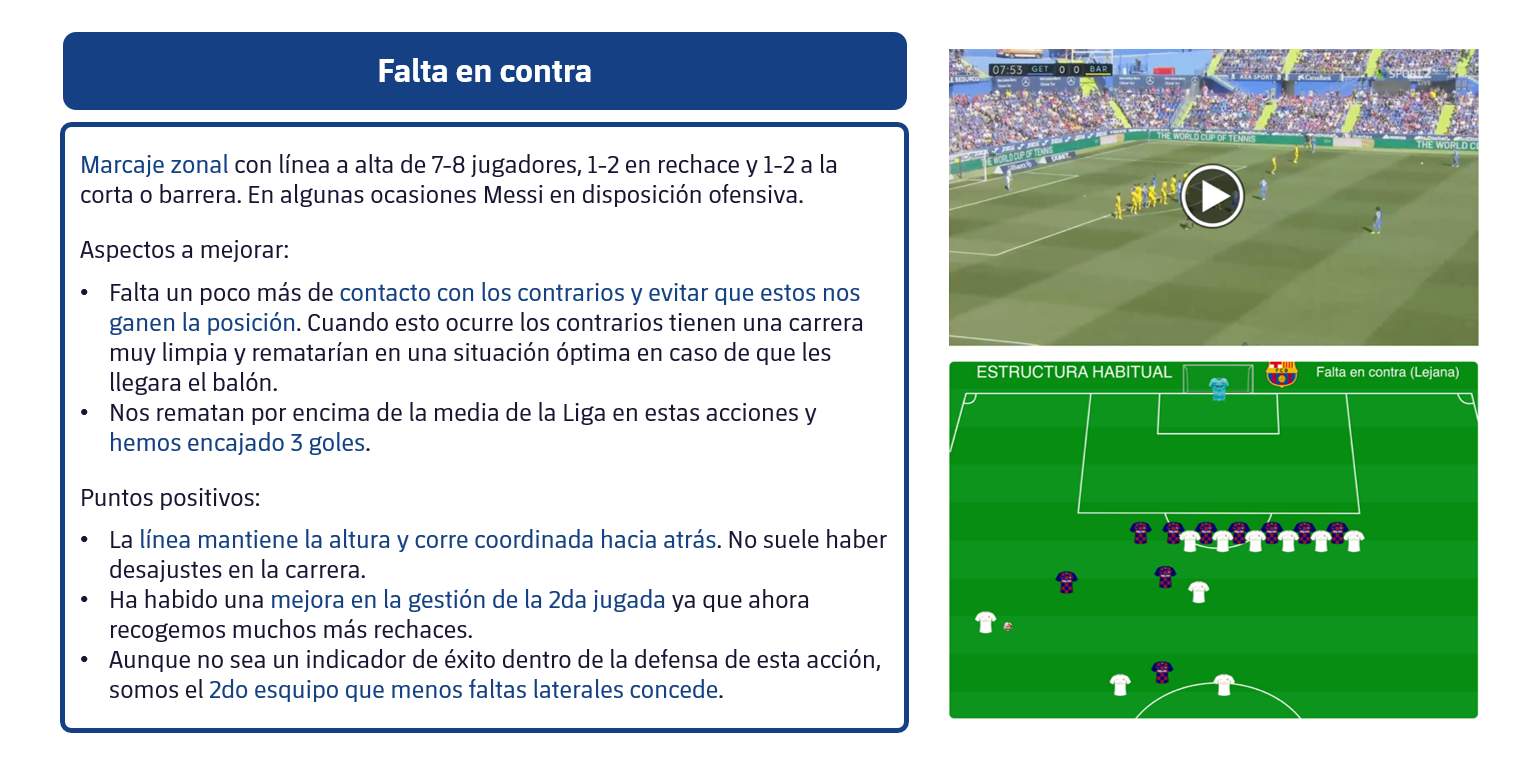 Falta en contra
Marcaje zonal con línea a alta de 7-8 jugadores, 1-2 en rechace y 1-2 a la
corta o barrera. En algunas ocasiones Messi en disposición ofensiva.
Aspectos a mejorar:
• Falta un poco más de contacto con los contrarios y evitar que estos nos
ganen la posición. Cuando esto ocurre los contrarios tienen una carrera
muy limpia y rematarían en una situación óptima en caso de que les
llegara el balón.
• Nos rematan por encima de la media de la Liga en estas acciones y
hemos encajado 3 goles.
Puntos positivos:
• La línea mantiene la altura y corre coordinada hacia atrás. No suele haber
desajustes en la carrera.
• Ha habido una mejora en la gestión de la 2da jugada ya que ahora
recogemos muchos más rechaces.
• Aunque no sea un indicador de éxito dentro de la defensa de esta acción,
somos el 2do esquipo que menos faltas laterales concede.
07:53 GET 0 0 BAR
THE WORLD CUP OF TENNIS
THE WORLD CUP OF TENNIS
THE WORLD C
ESTRUCTURA HABITUAL
Falta en contra (Lejana)